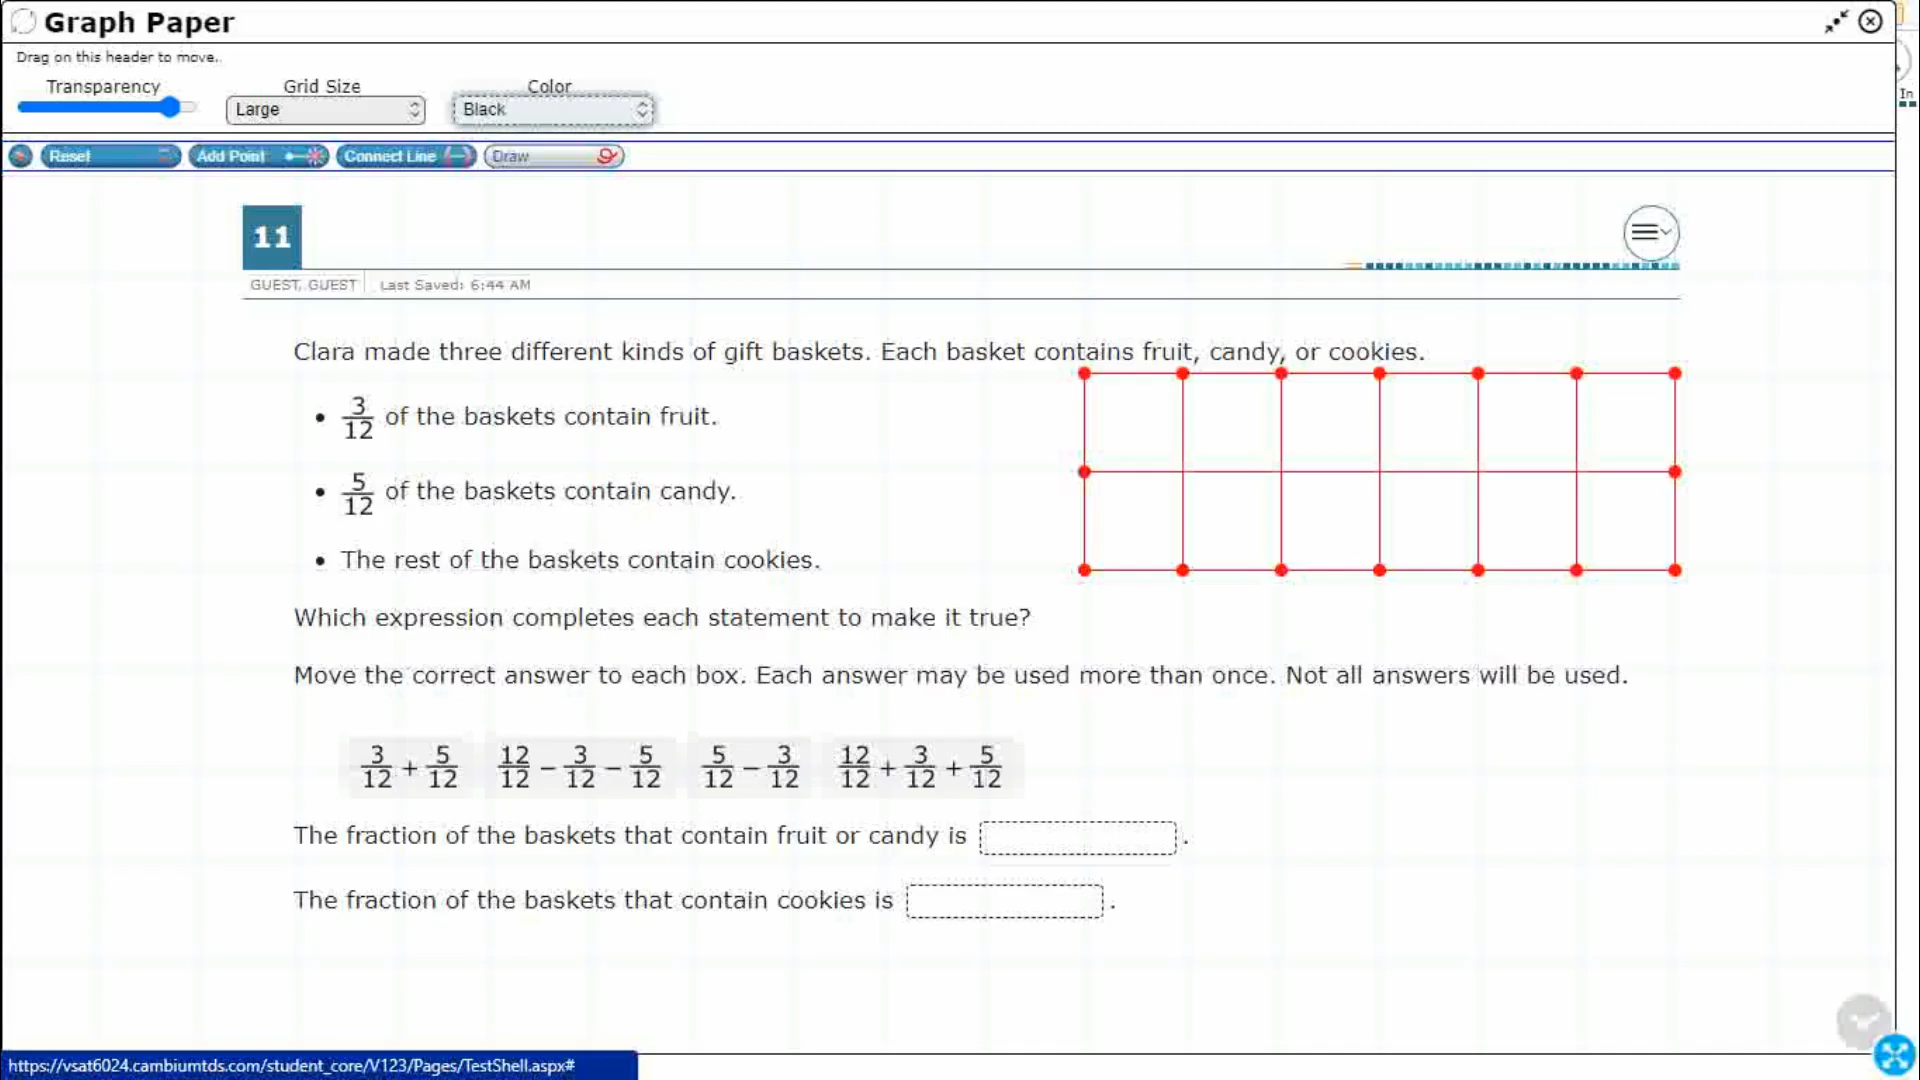 Graph Paper
Drag on this header to move..
Transparency Grid Size Color
Large Black
Reset Add Point Connect Line Draw
In
11
GUEST, GUEST Last Saved: 6:44 AM
Clara made three different kinds of gift baskets. Each basket contains fruit, candy, or cookies.
• 3/12 of the baskets contain fruit.
• 5/12 of the baskets contain candy.
• The rest of the baskets contain cookies.
Which expression completes each statement to make it true?
Move the correct answer to each box. Each answer may be used more than once. Not all answers will be used.
3/12 + 5/12 12/12 − 3/12 − 5/12 5/12 − 3/12 12/12 + 3/12 + 5/12
The fraction of the baskets that contain fruit or candy is .
The fraction of the baskets that contain cookies is .
https://vsat6024.cambiumtds.com/student_core/V123/Pages/TestShell.aspx#